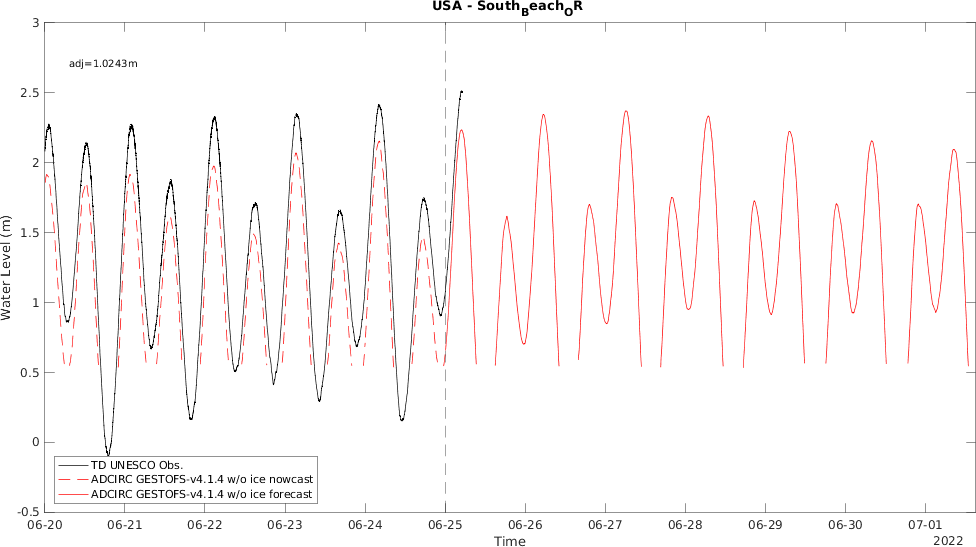 USA - South_Beach_OR
3
2.5
2
1.5
1
0.5
0
-0.5
Water Level (m)
adj=1.0243m
TD UNESCO Obs.
ADCIRC GESTOFS-v4.1.4 w/o ice nowcast
ADCIRC GESTOFS-v4.1.4 w/o ice forecast
06-20 06-21 06-22 06-23 06-24 06-25 06-26 06-27 06-28 06-29 06-30 07-01
Time
2022